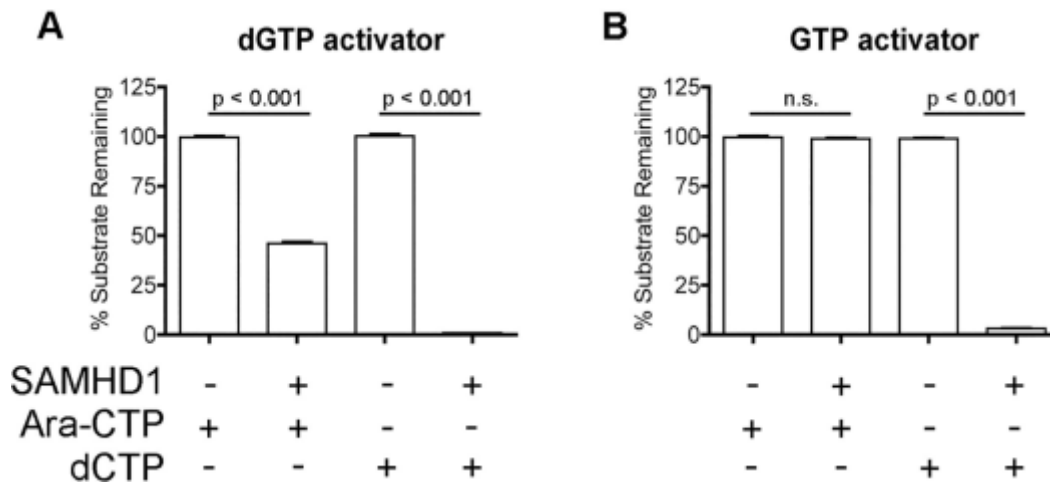 A
dGTP activator
% Substrate Remaining
125
100
75
50
25
0
p < 0.001
p < 0.001
B
GTP activator
% Substrate Remaining
125
100
75
50
25
0
n.s.
p < 0.001
SAMHD1 - + - + - + - +
Ara-CTP + + - - + + - -
dCTP - - + + - - + +